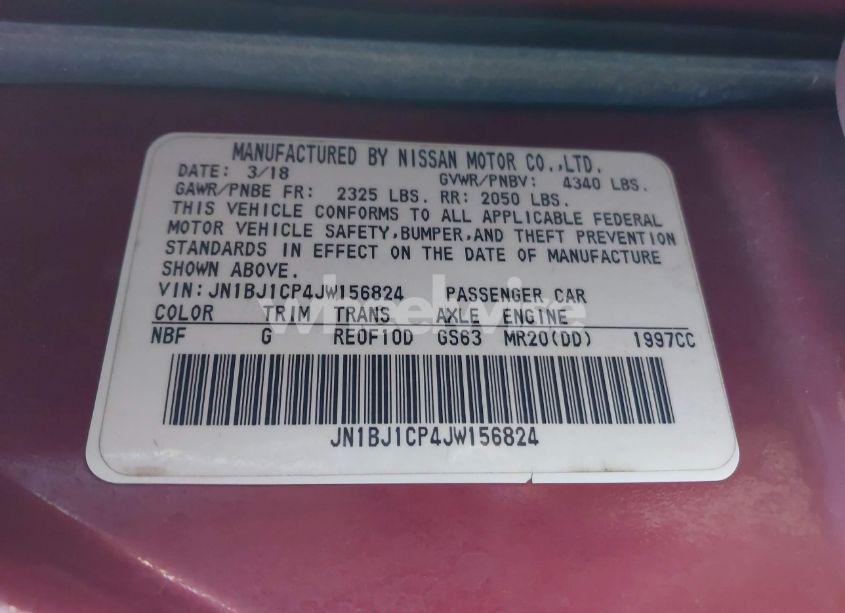 MANUFACTURED BY NISSAN MOTOR CO.,LTD.
DATE: 3/18 GVWR/PNBV: 4340 LBS.
GAWR/PNBE FR: 2325 LBS. RR: 2050 LBS.
THIS VEHICLE CONFORMS TO ALL APPLICABLE FEDERAL
MOTOR VEHICLE SAFETY,BUMPER,AND THEFT PREVENTION
STANDARDS IN EFFECT ON THE DATE OF MANUFACTURE
SHOWN ABOVE.
VIN:JN1BJ1CP4JW156824 PASSENGER CAR
COLOR TRIM TRANS AXLE ENGINE
NBF G RE0F10D GS63 MR20(DD) 1997CC
JN1BJ1CP4JW156824